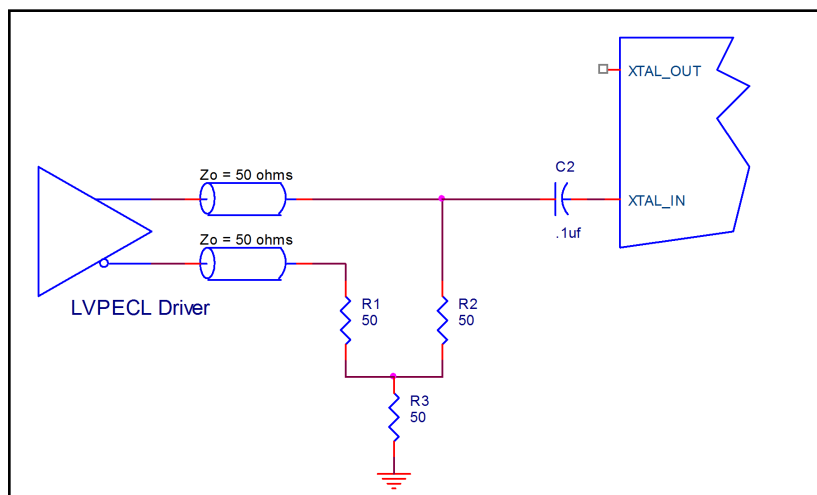 XTAL_OUT
Zo = 50 ohms
C2
XTAL_IN
.1uf
Zo = 50 ohms
LVPECL Driver
R1
50
R2
50
R3
50